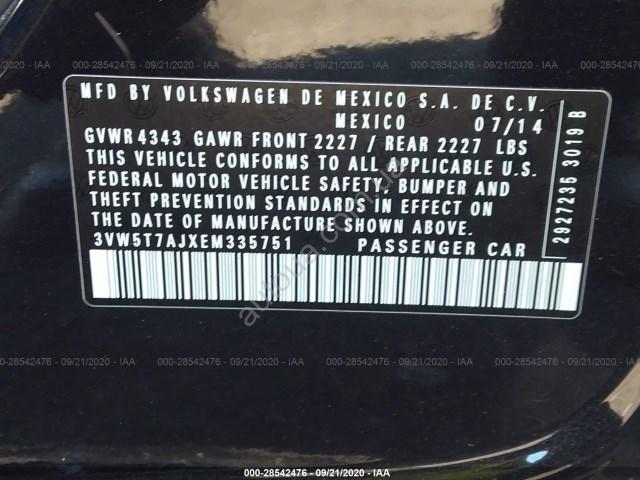 000-28542476 - 09/21/2020 - IAA
MFD BY VOLKSWAGEN DE MEXICO S.A. DE C.V.
MEXICO 07/14
GVWR 4343 GAWR FRONT 2227 / REAR 2227 LBS
THIS VEHICLE CONFORMS TO ALL APPLICABLE U.S.
FEDERAL MOTOR VEHICLE SAFETY, BUMPER AND
THEFT PREVENTION STANDARDS IN EFFECT ON
THE DATE OF MANUFACTURE SHOWN ABOVE.
3VW5T7AJXEM335751 PASSENGER CAR
2927236 3019 B
autoua.com.ua
000-28542476 - 09/21/2020 - IAA
000-28542476 - 09/21/2020 - IAA